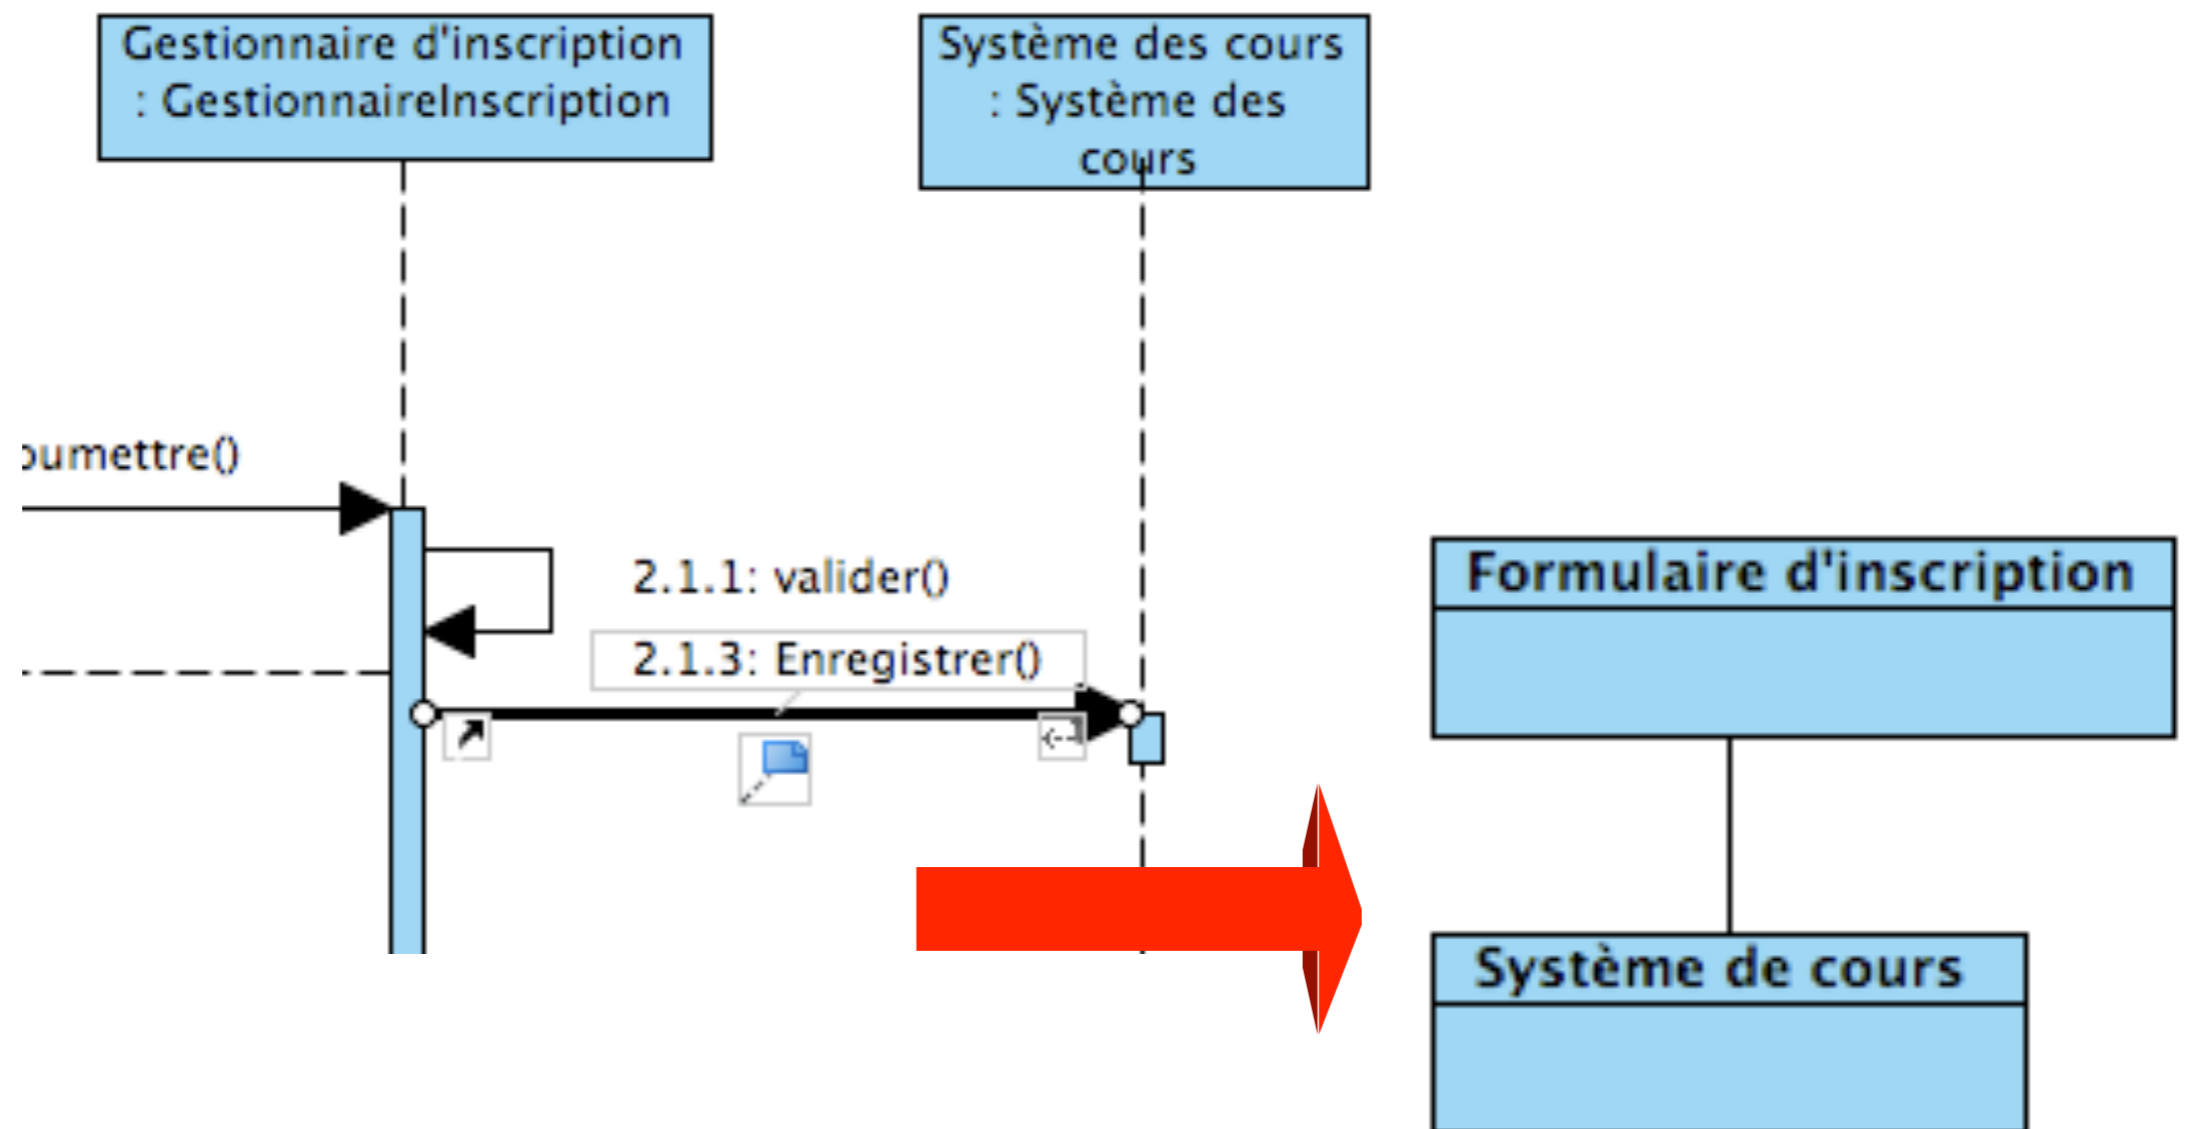 Gestionnaire d'inscription
: GestionnaireInscription
Système des cours
: Système des
cours
oumettre()
2.1.1: valider()
2.1.3: Enregistrer()
Formulaire d'inscription
Système de cours